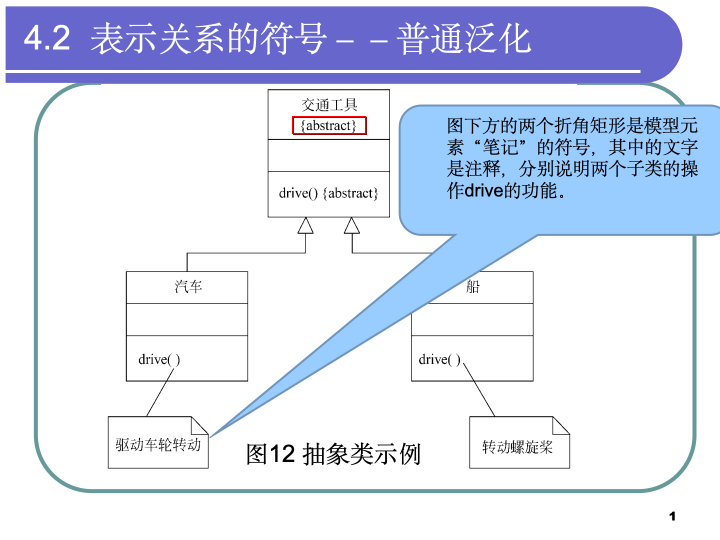 4.2 表示关系的符号－－普通泛化
交通工具
{abstract}
drive() {abstract}
图下方的两个折角矩形是模型元
素“笔记”的符号，其中的文字
是注释，分别说明两个子类的操
作drive的功能。
汽车
船
drive( )
drive( )
驱动车轮转动
转动螺旋桨
图12 抽象类示例
1